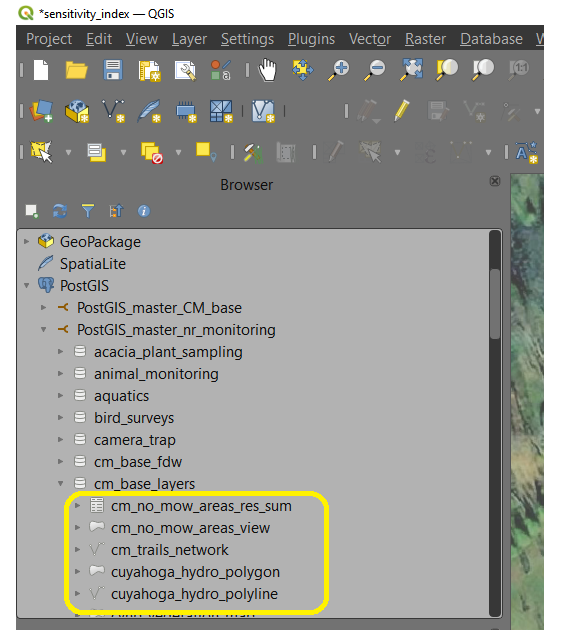 *sensitivity_index — QGIS
Project Edit View Layer Settings Plugins Vector Raster Database
Browser
GeoPackage
SpatiaLite
PostGIS
PostGIS_master_CM_base
PostGIS_master_nr_monitoring
acacia_plant_sampling
animal_monitoring
aquatics
bird_surveys
camera_trap
cm_base_fdw
cm_base_layers
cm_no_mow_areas_res_sum
cm_no_mow_areas_view
cm_trails_network
cuyahoga_hydro_polygon
cuyahoga_hydro_polyline